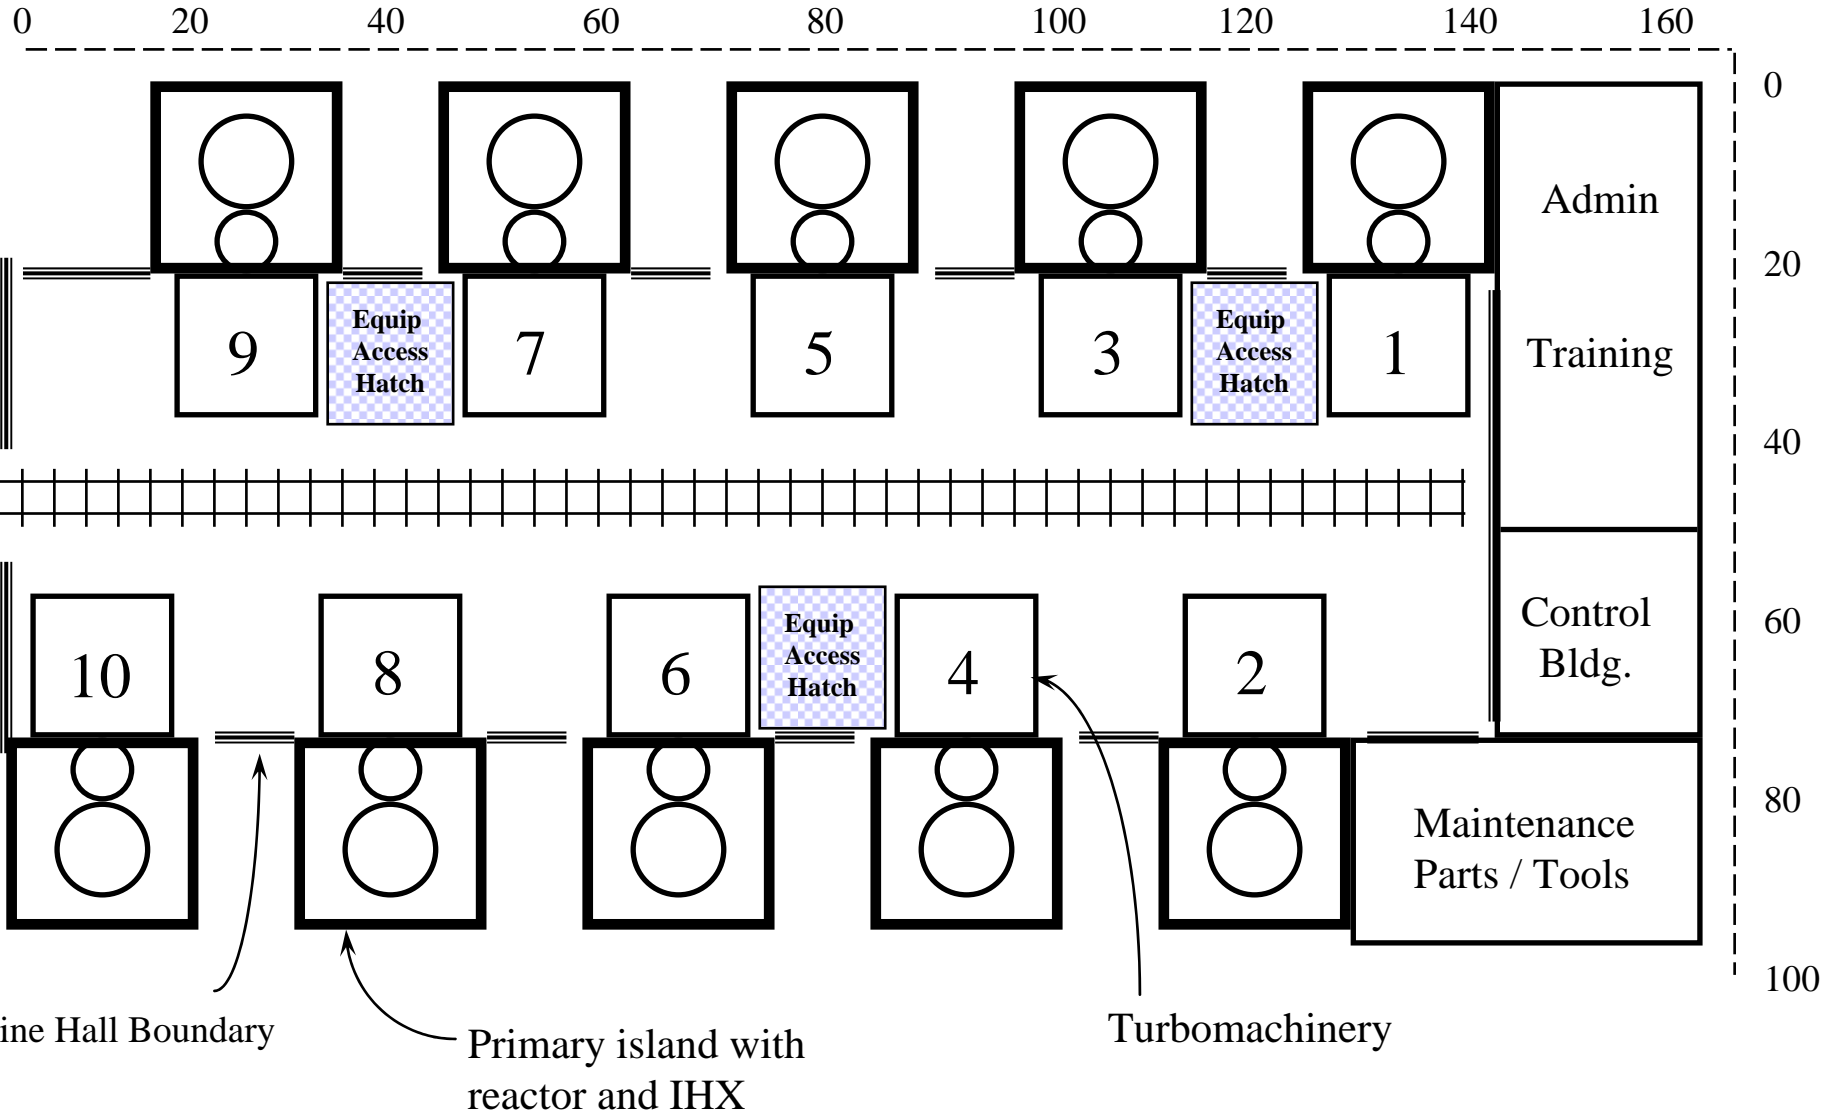 0 20 40 60 80 100 120 140 160
0
Admin
20
Equip
Access
Hatch
Equip
Access
Hatch
9 7 5 3 1
Training
40
Equip
Access
Hatch
Control
Bldg.
60
10 8 6 4 2
80
Maintenance
Parts / Tools
100
ine Hall Boundary
Primary island with
reactor and IHX
Turbomachinery